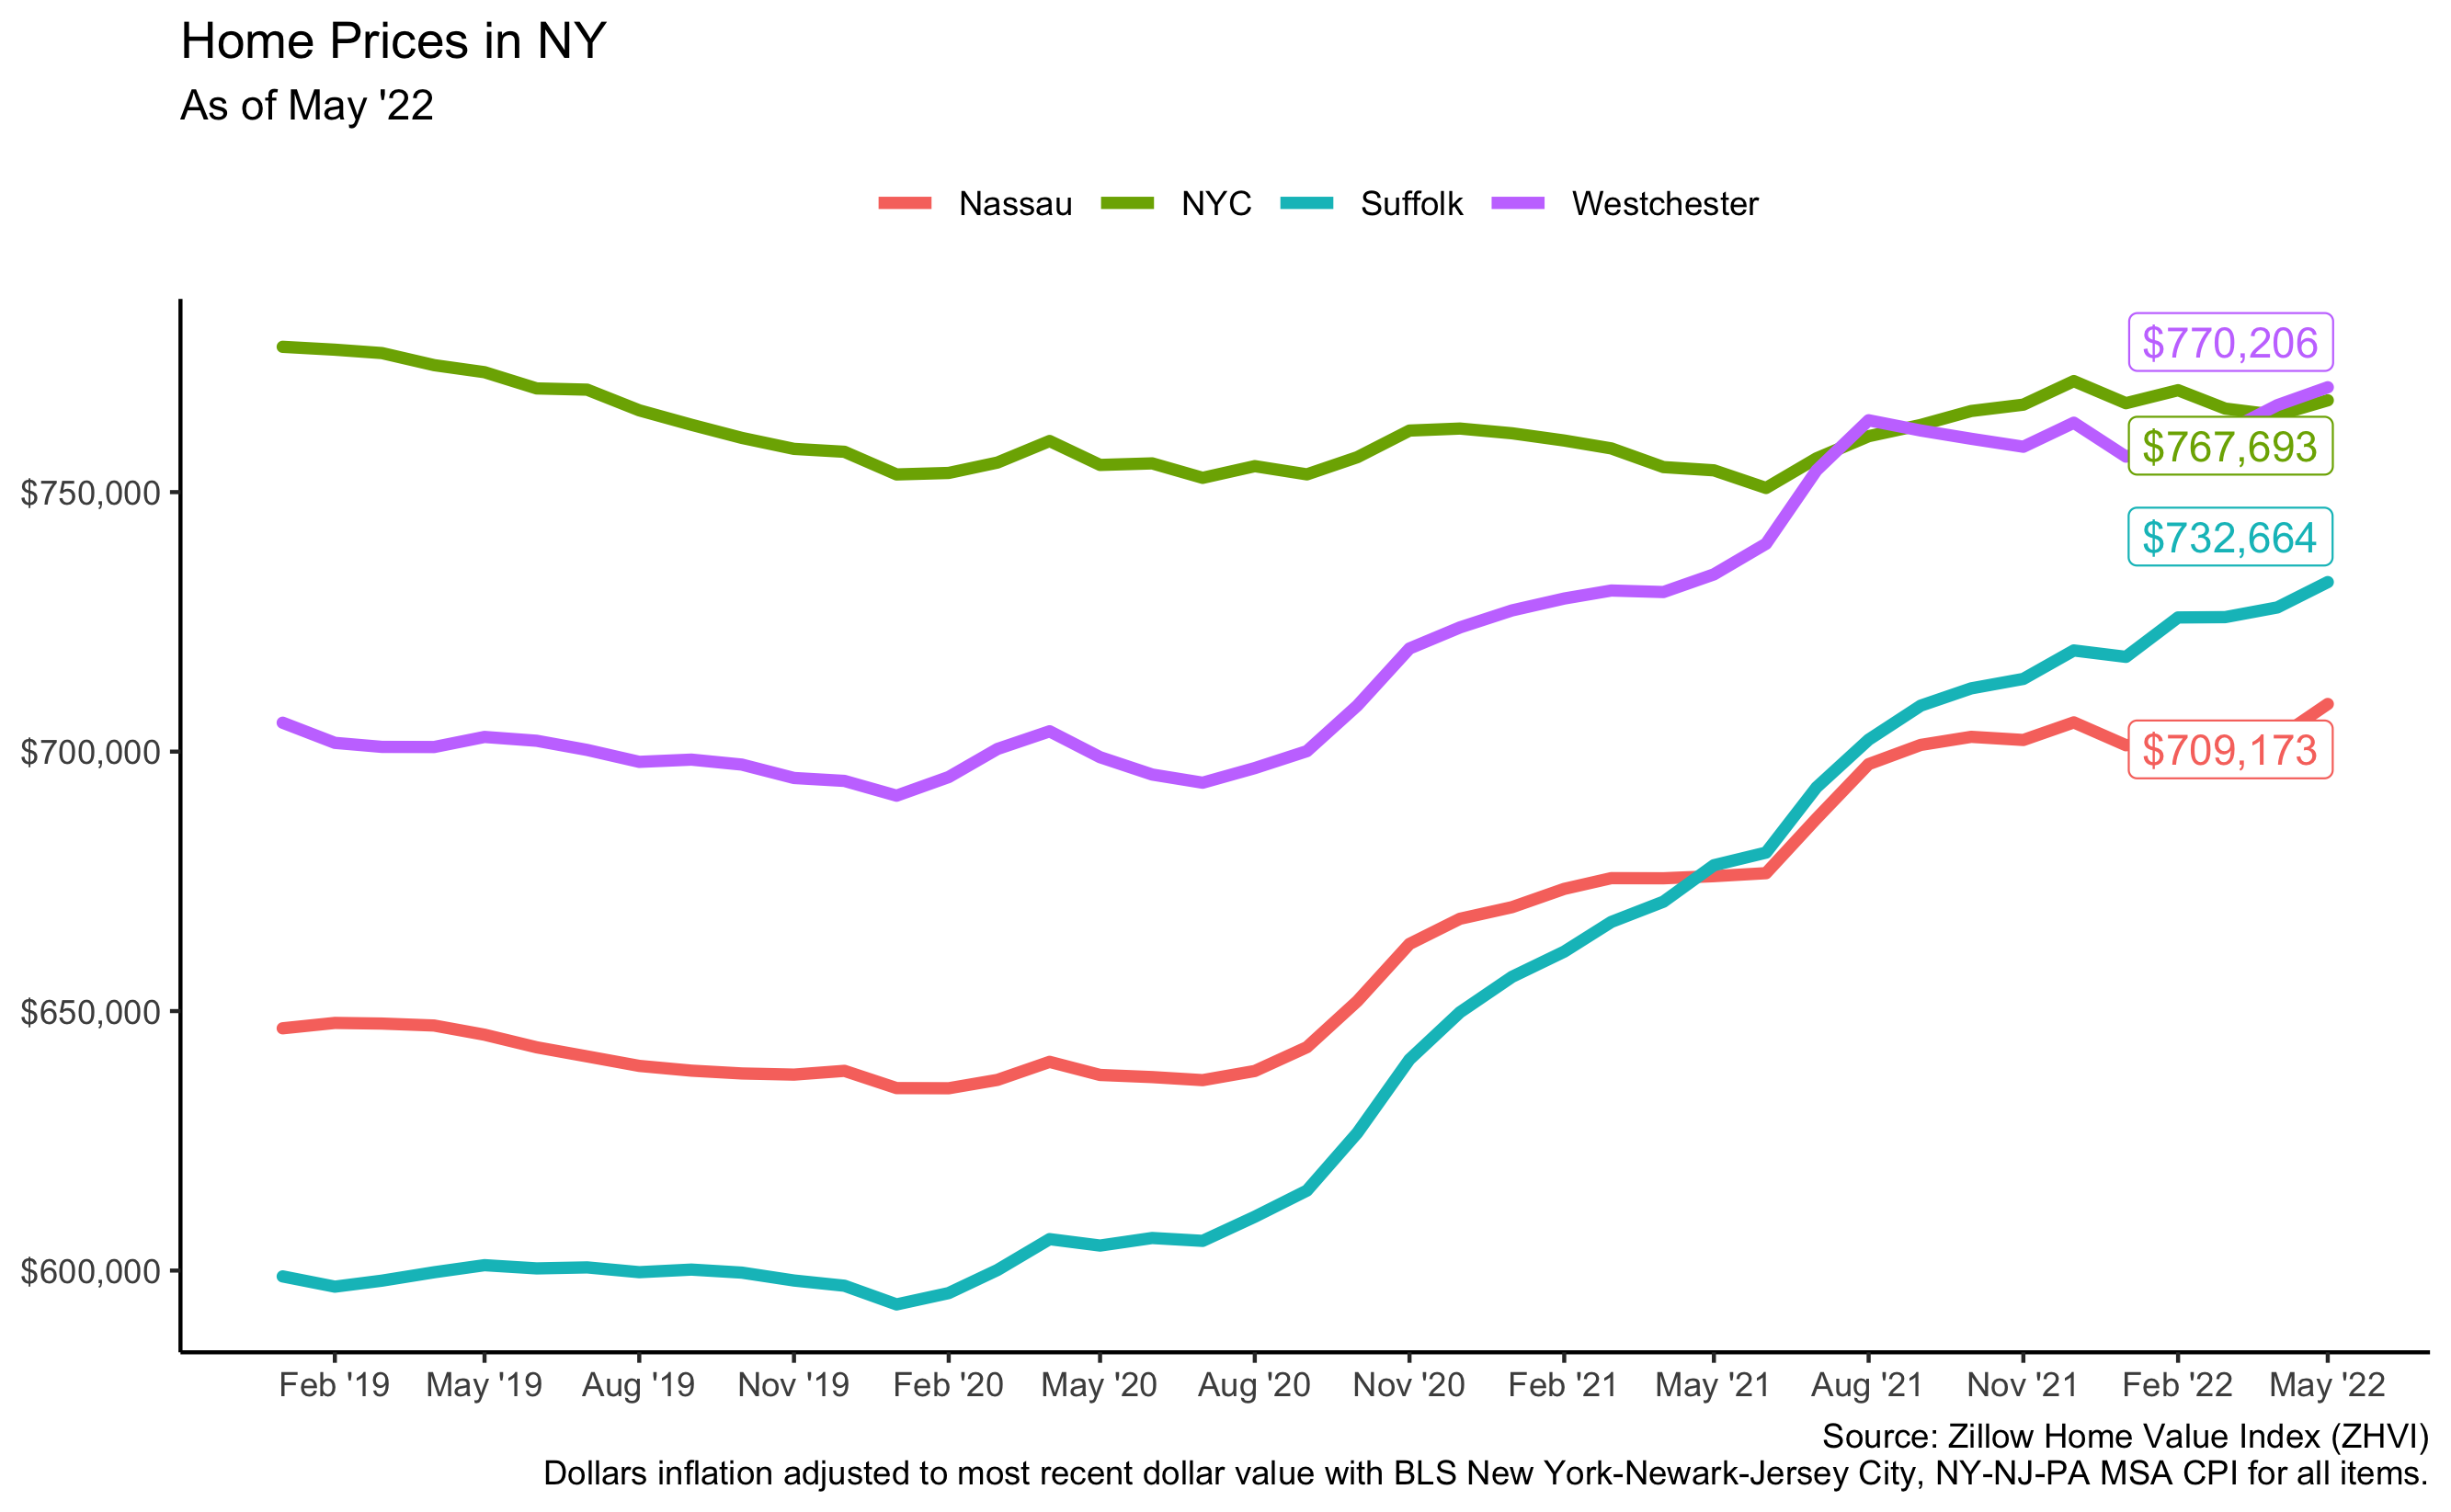 Home Prices in NY
As of May '22
Nassau NYC Suffolk Westchester
$770,206
$767,693
$750,000
$732,664
$709,173
$700,000
$650,000
$600,000
Feb '19 May '19 Aug '19 Nov '19 Feb '20 May '20 Aug '20 Nov '20 Feb '21 May '21 Aug '21 Nov '21 Feb '22 May '22
Source: Zillow Home Value Index (ZHVI)
Dollars inflation adjusted to most recent dollar value with BLS New York-Newark-Jersey City, NY-NJ-PA MSA CPI for all items.